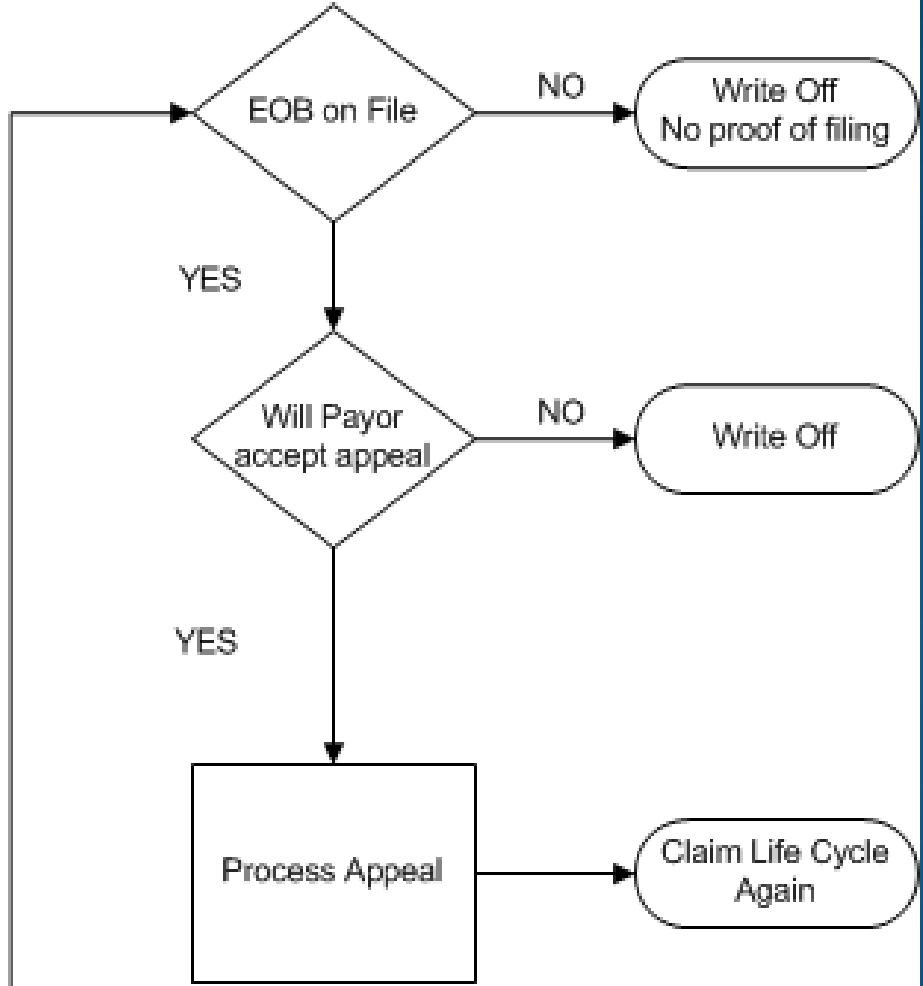 EOB on File
NO
Write Off
No proof of filing
YES
Will Payor
accept appeal
NO
Write Off
YES
Process Appeal
Claim Life Cycle
Again